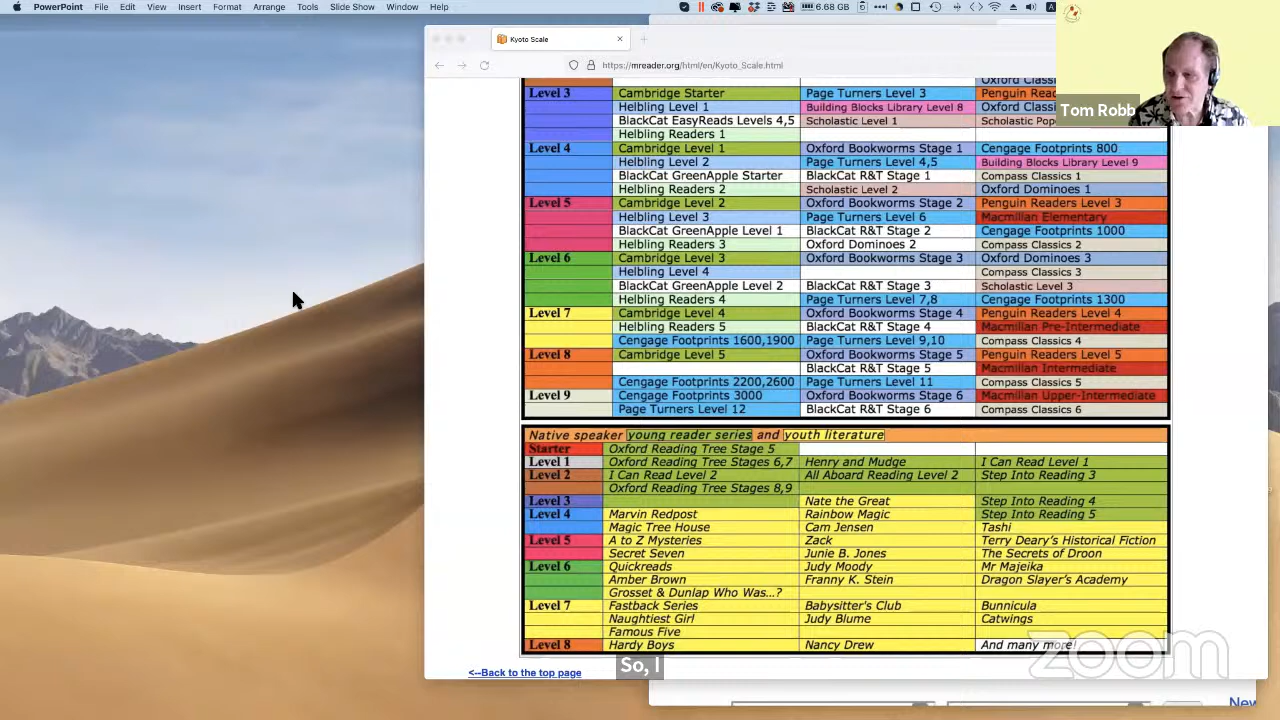 PowerPoint File Edit View Insert Format Arrange Tools Slide Show Window Help 6.68 GB
Kyoto Scale
https://mreader.org/html/en/Kyoto_Scale.html
Tom Robb
Oxford Classi
Level 3 Cambridge Starter Page Turners Level 3 Penguin Read
Helbling Level 1 Building Blocks Library Level 8 Oxford Classi
BlackCat EasyReads Levels 4,5 Scholastic Level 1 Scholastic Pop
Helbling Readers 1
Level 4 Cambridge Level 1 Oxford Bookworms Stage 1 Cengage Footprints 800
Helbling Level 2 Page Turners Level 4,5 Building Blocks Library Level 9
BlackCat GreenApple Starter BlackCat R&T Stage 1 Compass Classics 1
Helbling Readers 2 Scholastic Level 2 Oxford Dominoes 1
Level 5 Cambridge Level 2 Oxford Bookworms Stage 2 Penguin Readers Level 3
Helbling Level 3 Page Turners Level 6 Macmillan Elementary
BlackCat GreenApple Level 1 BlackCat R&T Stage 2 Cengage Footprints 1000
Helbling Readers 3 Oxford Dominoes 2 Compass Classics 2
Level 6 Cambridge Level 3 Oxford Bookworms Stage 3 Oxford Dominoes 3
Helbling Level 4 Compass Classics 3
BlackCat GreenApple Level 2 BlackCat R&T Stage 3 Scholastic Level 3
Helbling Readers 4 Page Turners Level 7,8 Cengage Footprints 1300
Level 7 Cambridge Level 4 Oxford Bookworms Stage 4 Penguin Readers Level 4
Helbling Readers 5 BlackCat R&T Stage 4 Macmillan Pre-Intermediate
Cengage Footprints 1600,1900 Page Turners Level 9,10 Compass Classics 4
Level 8 Cambridge Level 5 Oxford Bookworms Stage 5 Penguin Readers Level 5
BlackCat R&T Stage 5 Macmillan Intermediate
Cengage Footprints 2200,2600 Page Turners Level 11 Compass Classics 5
Level 9 Cengage Footprints 3000 Oxford Bookworms Stage 6 Macmillan Upper-Intermediate
Page Turners Level 12 BlackCat R&T Stage 6 Compass Classics 6
Native speaker young reader series and youth literature
Starter Oxford Reading Tree Stage 5
Level 1 Oxford Reading Tree Stages 6,7 Henry and Mudge I Can Read Level 1
Level 2 I Can Read Level 2 All Aboard Reading Level 2 Step Into Reading 3
Oxford Reading Tree Stages 8,9
Level 3 Nate the Great Step Into Reading 4
Level 4 Marvin Redpost Rainbow Magic Step Into Reading 5
Magic Tree House Cam Jensen Tashi
Level 5 A to Z Mysteries Zack Terry Deary's Historical Fiction
Secret Seven Junie B. Jones The Secrets of Droon
Level 6 Quickreads Judy Moody Mr Majeika
Amber Brown Franny K. Stein Dragon Slayer's Academy
Grosset & Dunlap Who Was...?
Level 7 Fastback Series Babysitter's Club Bunnicula
Naughtiest Girl Judy Blume Catwings
Famous Five
Level 8 Hardy Boys Nancy Drew And many more!
zoom
So, I
<--Back to the top page
New